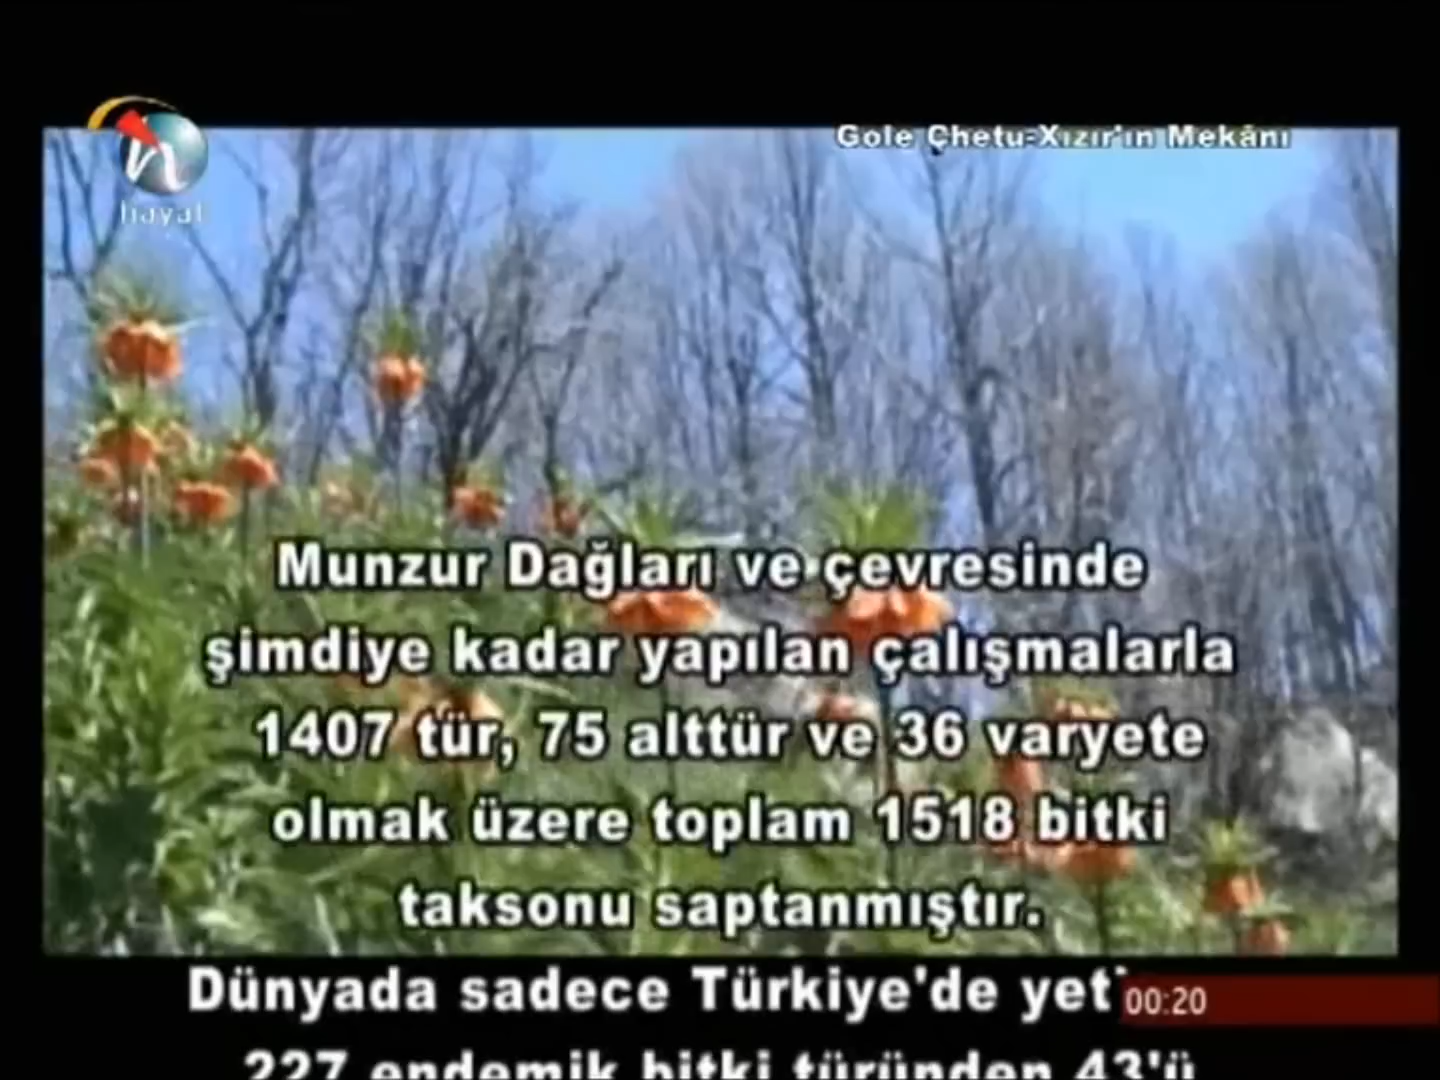 Gole Çhetu-Xızır'ın Mekânı
hayat
Munzur Dağları ve çevresinde
şimdiye kadar yapılan çalışmalarla
1407 tür, 75 alttür ve 36 varyete
olmak üzere toplam 1518 bitki
taksonu saptanmıştır.
Dünyada sadece Türkiye'de
00:20
227 endemik bitki türünden 43'ü